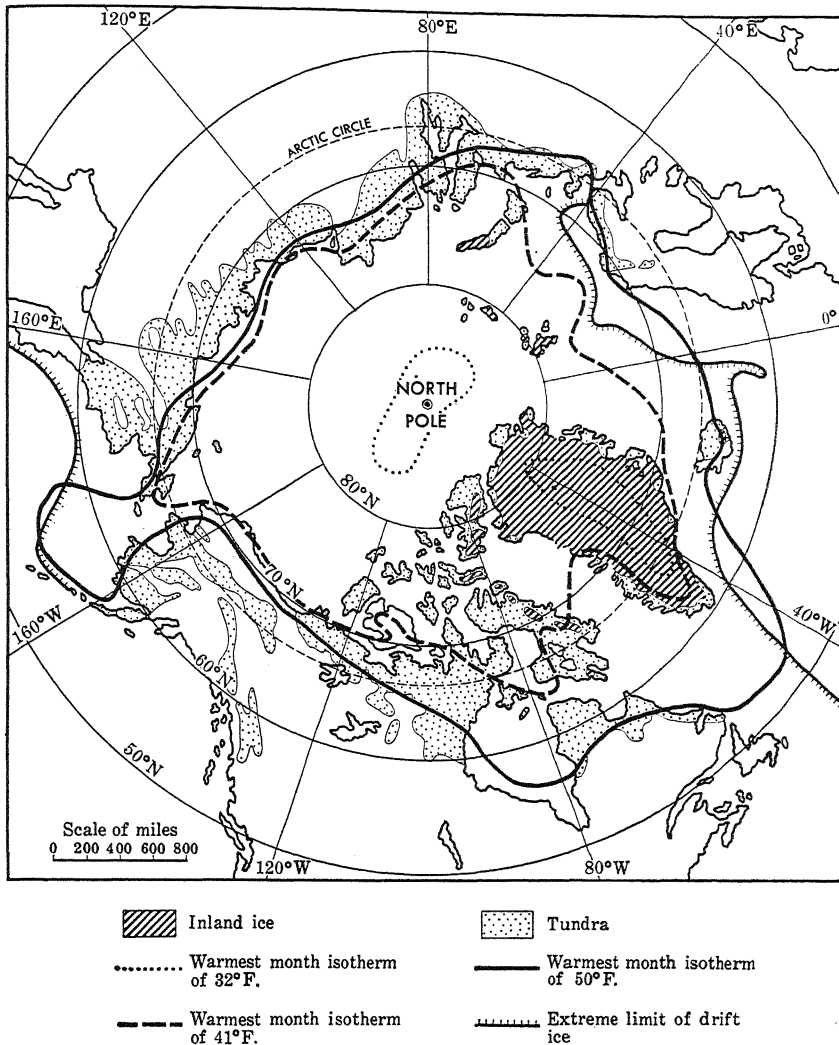 120°E
80°E
40°E
ARCTIC CIRCLE
160°E
0°
NORTH
POLE
80°N
70°N
160°W
60°N
40°W
50°N
Scale of miles
0 200 400 600 800
120°W
80°W
Inland ice
Tundra
Warmest month isotherm
of 32°F.
Warmest month isotherm
of 50°F.
Warmest month isotherm
of 41°F.
Extreme limit of drift
ice